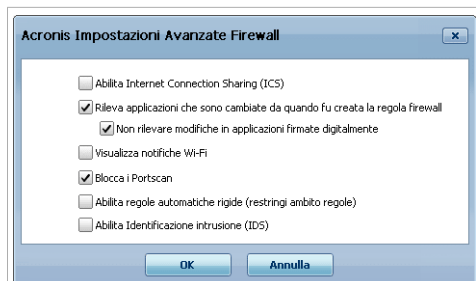 Acronis Impostazioni Avanzate Firewall
Abilita Internet Connection Sharing (ICS)
Rileva applicazioni che sono cambiate da quando fu creata la regola firewall
Non rilevare modifiche in applicazioni firmate digitalmente
Visualizza notifiche Wi-Fi
Blocca i Portscan
Abilita regole automatiche rigide (restringi ambito regole)
Abilita Identificazione intrusione (IDS)
OK
Annulla